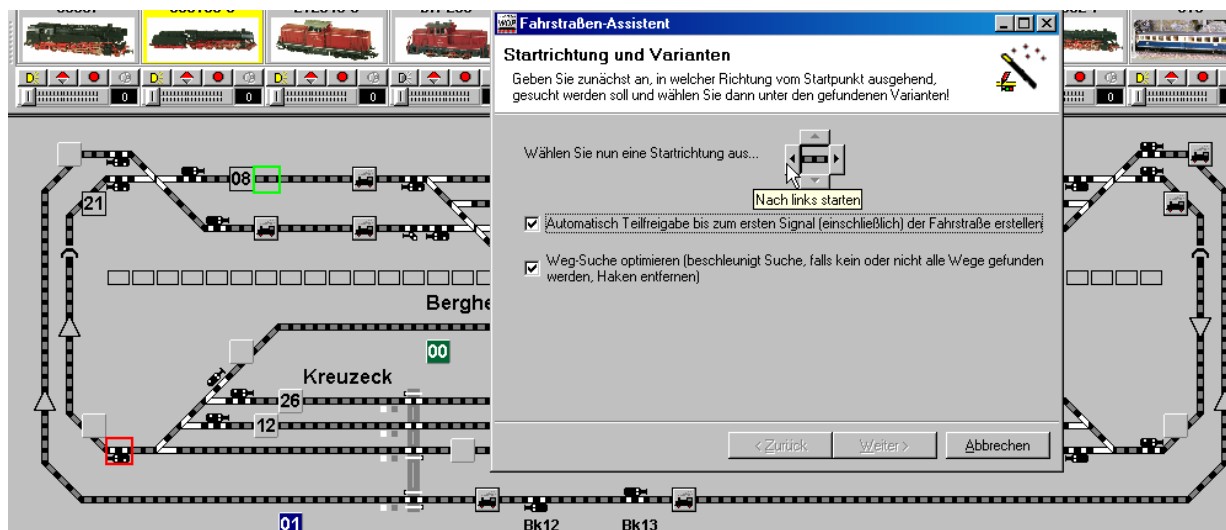 Fahrstraßen-Assistent
Startrichtung und Varianten
Geben Sie zunächst an, in welcher Richtung vom Startpunkt ausgehend,
gesucht werden soll und wählen Sie dann unter den gefundenen Varianten!
Wählen Sie nun eine Startrichtung aus...
Nach links starten
Automatisch Teilfreigabe bis zum ersten Signal (einschließlich) der Fahrstraße erstellen
Weg-Suche optimieren (beschleunigt Suche, falls kein oder nicht alle Wege gefunden
werden, Haken entfernen)
< Zurück
Weiter >
Abbrechen
0
0
0
0
08
21
Berghe
00
Kreuzeck
26
12
01
Bk12
Bk13